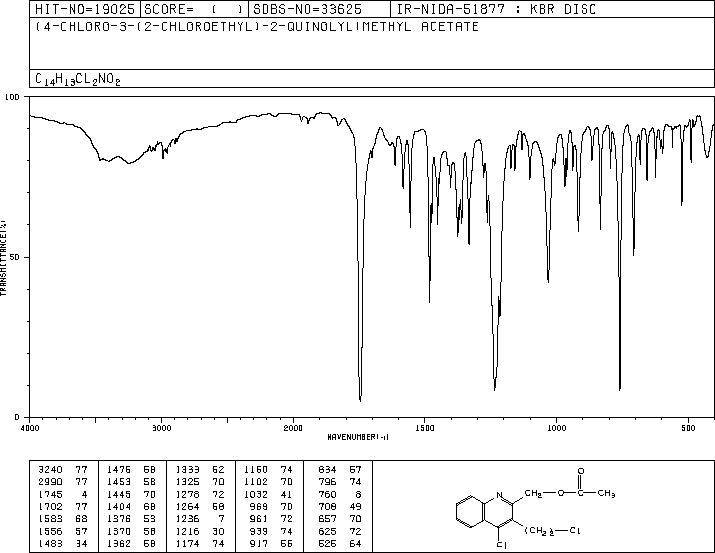 HIT-NO=19025 SCORE= ( ) SDBS-NO=33625 IR-NIDA-51877 : KBR DISC
(4-CHLORO-3-(2-CHLOROETHYL)-2-QUINOLYL)METHYL ACETATE
C14H13CL2NO2
100
50
0
TRANSMITTANCE(%)
4000 3000 2000 1500 1000 500
WAVENUMBER(-1)
3240 77 1476 68 1333 52 1160 74 834 57
2990 77 1453 58 1325 70 1102 70 796 74
1745 4 1445 70 1278 72 1032 41 760 8
1702 77 1404 68 1264 68 969 70 708 49
1583 68 1376 53 1236 7 961 72 657 70
1556 57 1370 58 1216 30 939 74 625 72
1483 34 1362 58 1174 74 917 55 526 64
O
N CH2—O—C—CH3
(CH2)2—Cl
Cl